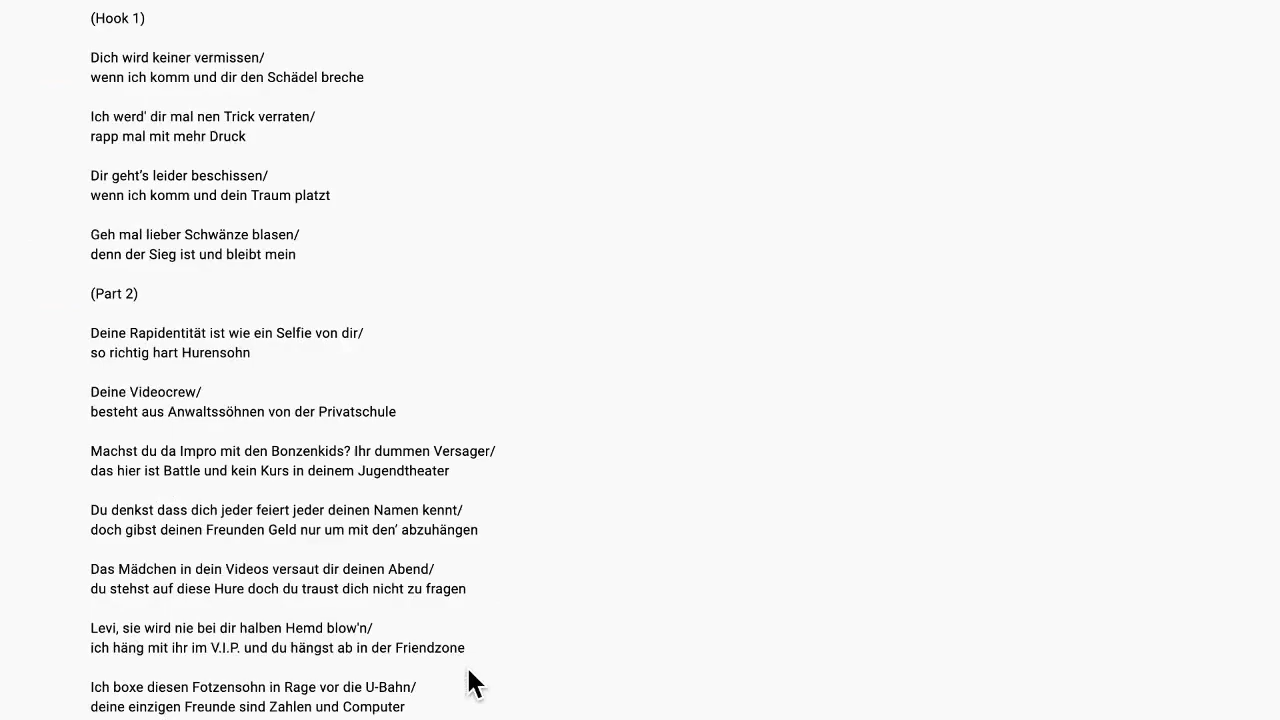 (Hook 1)
Dich wird keiner vermissen/
wenn ich komm und dir den Schädel breche
Ich werd' dir mal nen Trick verraten/
rapp mal mit mehr Druck
Dir geht’s leider beschissen/
wenn ich komm und dein Traum platzt
Geh mal lieber Schwänze blasen/
denn der Sieg ist und bleibt mein
(Part 2)
Deine Rapidentität ist wie ein Selfie von dir/
so richtig hart Hurensohn
Deine Videocrew/
besteht aus Anwaltssöhnen von der Privatschule
Machst du da Impro mit den Bonzenkids? Ihr dummen Versager/
das hier ist Battle und kein Kurs in deinem Jugendtheater
Du denkst dass dich jeder feiert jeder deinen Namen kennt/
doch gibst deinen Freunden Geld nur um mit den’ abzuhängen
Das Mädchen in dein Videos versaut dir deinen Abend/
du stehst auf diese Hure doch du traust dich nicht zu fragen
Levi, sie wird nie bei dir halben Hemd blow'n/
ich häng mit ihr im V.I.P. und du hängst ab in der Friendzone
Ich boxe diesen Fotzensohn in Rage vor die U-Bahn/
deine einzigen Freunde sind Zahlen und Computer